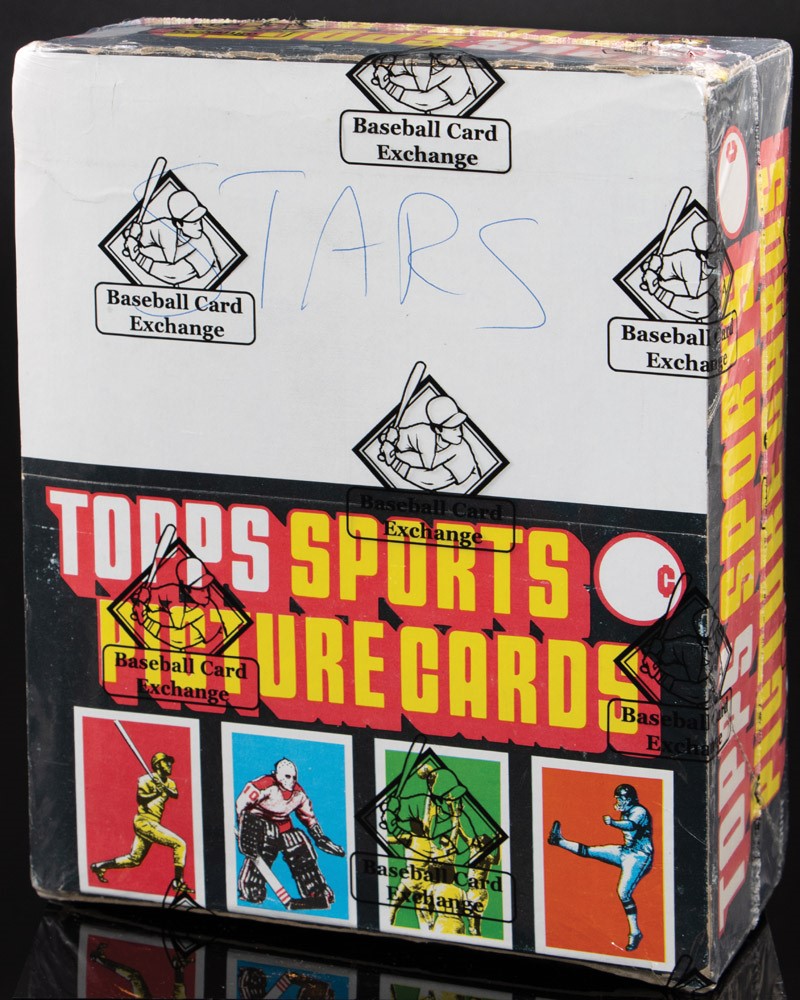 Baseball Card
Exchange
STARS
Baseball Card
Exchange
Baseball Card
Exchange
Baseball Card
Exchange
TOPPS SPORTS
C
PICTURE CARDS
Baseball Card
Exchange
Baseball Card
Exchange
Baseball Card
Exchange
C
TOPPS SPORTS
PICTURE CARDS